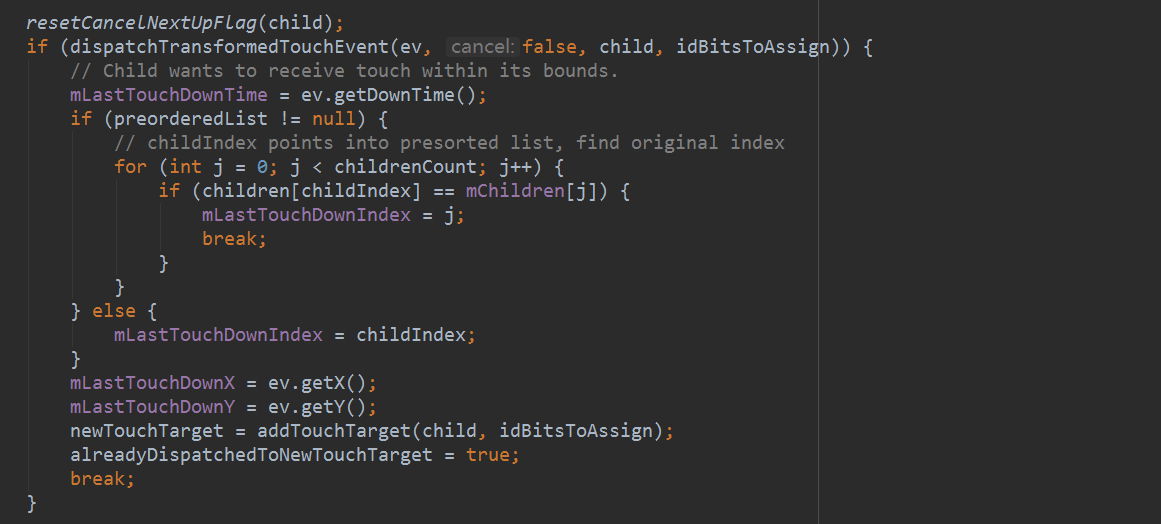 resetCancelNextUpFlag(child);
if (dispatchTransformedTouchEvent(ev, cancel: false, child, idBitsToAssign)) {
    // Child wants to receive touch within its bounds.
    mLastTouchDownTime = ev.getDownTime();
    if (preorderedList != null) {
        // childIndex points into presorted list, find original index
        for (int j = 0; j < childrenCount; j++) {
            if (children[childIndex] == mChildren[j]) {
                mLastTouchDownIndex = j;
                break;
            }
        }
    } else {
        mLastTouchDownIndex = childIndex;
    }
    mLastTouchDownX = ev.getX();
    mLastTouchDownY = ev.getY();
    newTouchTarget = addTouchTarget(child, idBitsToAssign);
    alreadyDispatchedToNewTouchTarget = true;
    break;
}